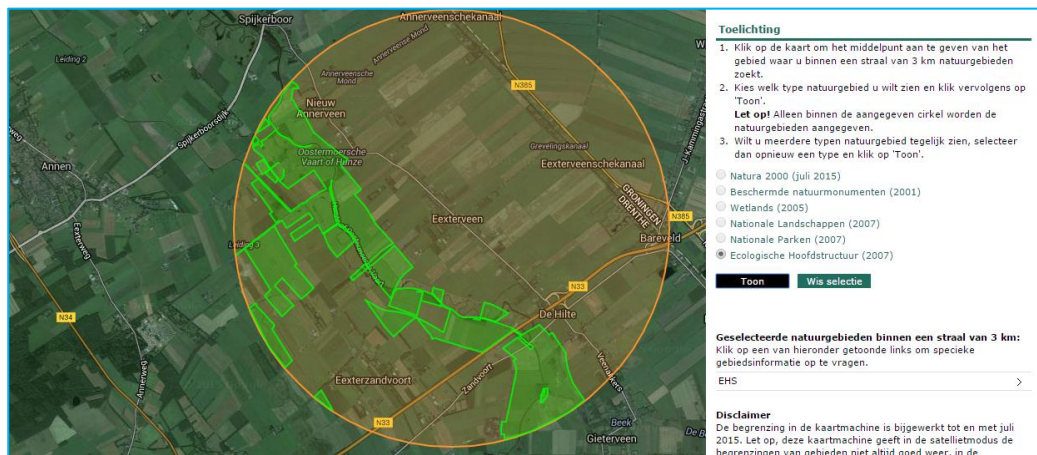 Spijkerboor
Annerveenschekanaal
Leiding 2
Annerveensche
Mond
Annerveense Mond
N385
Nieuw
Annerveen
Spijkerboorsdijk
Grevelingskanaal
Oostermoersche
Vaart of Hunze
Annen
Exterveenschekanaal
J-Kammingastraat
GRONINGEN
DRENTHE
Eexterveen
N385
Eexterweg
Leiding 3
Bareveld
N33
N34
De Hilte
Annerweg
Veenakkers
Eexterzandvoort
Zandvoort
N33
Beek
Gieterveen
Toelichting
1. Klik op de kaart om het middelpunt aan te geven van het
gebied waar u binnen een straal van 3 km natuurgebieden
zoekt.
2. Kies welk type natuurgebied u wilt zien en klik vervolgens op
'Toon'.
Let op! Alleen binnen de aangegeven cirkel worden de
natuurgebieden aangegeven.
3. Wilt u meerdere typen natuurgebied tegelijk zien, selecteer
dan opnieuw een type en klik op 'Toon'.
Natura 2000 (juli 2015)
Beschermde natuurmonumenten (2001)
Wetlands (2005)
Nationale Landschappen (2007)
Nationale Parken (2007)
Ecologische Hoofdstructuur (2007)
Toon Wis selectie
Geselecteerde natuurgebieden binnen een straal van 3 km:
Klik op een van hieronder getoonde links om specieke
gebiedsinformatie op te vragen.
EHS
Disclaimer
De begrenzing in de kaartmachine is bijgewerkt tot en met juli
2015. Let op, deze kaartmachine geeft in de satellietmodus de
begrenzingen van gebieden niet altijd goed weer, in de